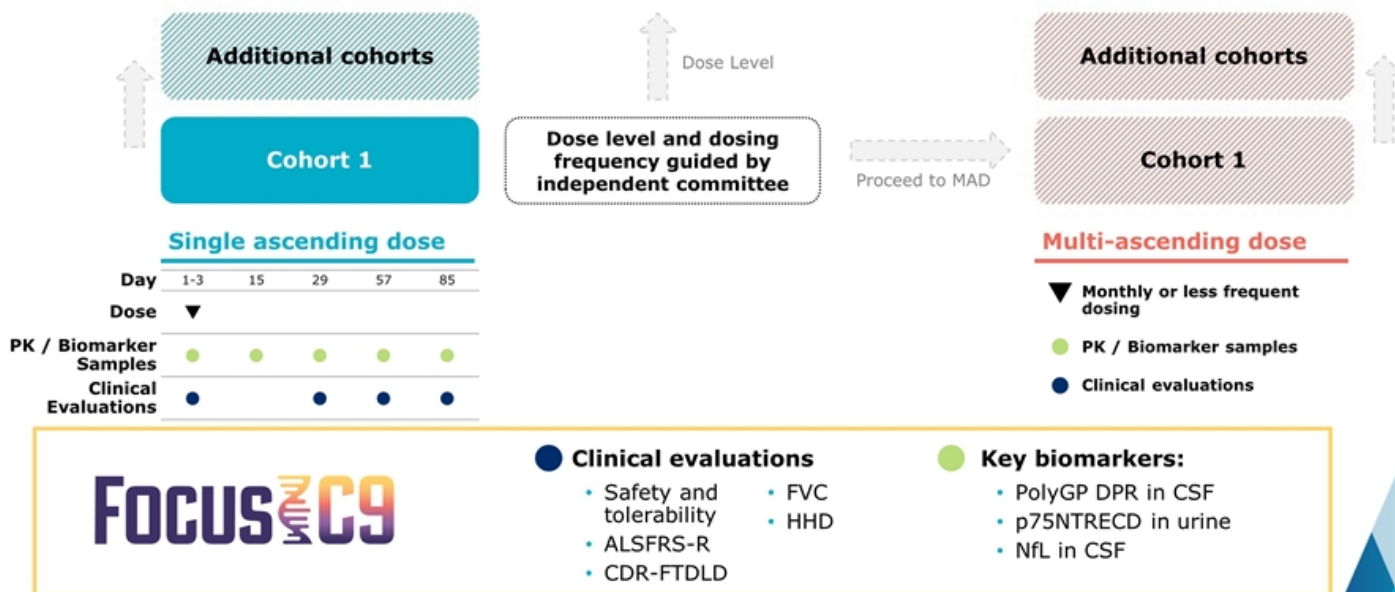 Additional cohorts
Dose Level
Additional cohorts
Cohort 1
Dose level and dosing
frequency guided by
independent committee
Proceed to MAD
Cohort 1
Single ascending dose
Multi-ascending dose
Day 1-3 15 29 57 85
Dose
PK / Biomarker
Samples
Clinical
Evaluations
Monthly or less frequent
dosing
PK / Biomarker samples
Clinical evaluations
FOCUS C9
Clinical evaluations
• Safety and
tolerability
• ALSFRS-R
• CDR-FTDLD
• FVC
• HHD
Key biomarkers:
• PolyGP DPR in CSF
• p75NTRECD in urine
• NfL in CSF